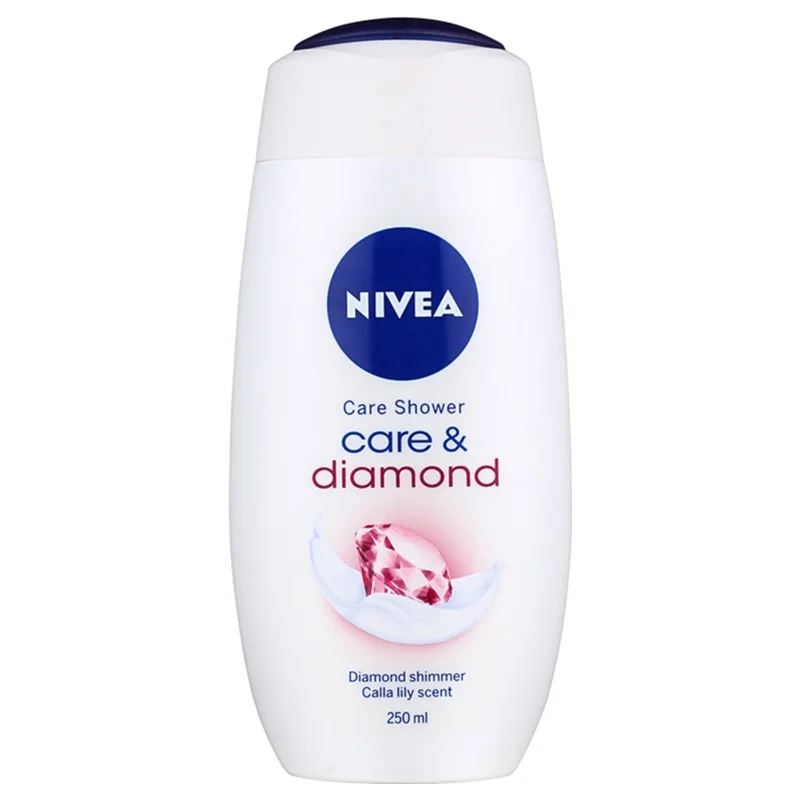 NIVEA
Care Shower
care &
diamond
Diamond shimmer
Calla lily scent
250 ml